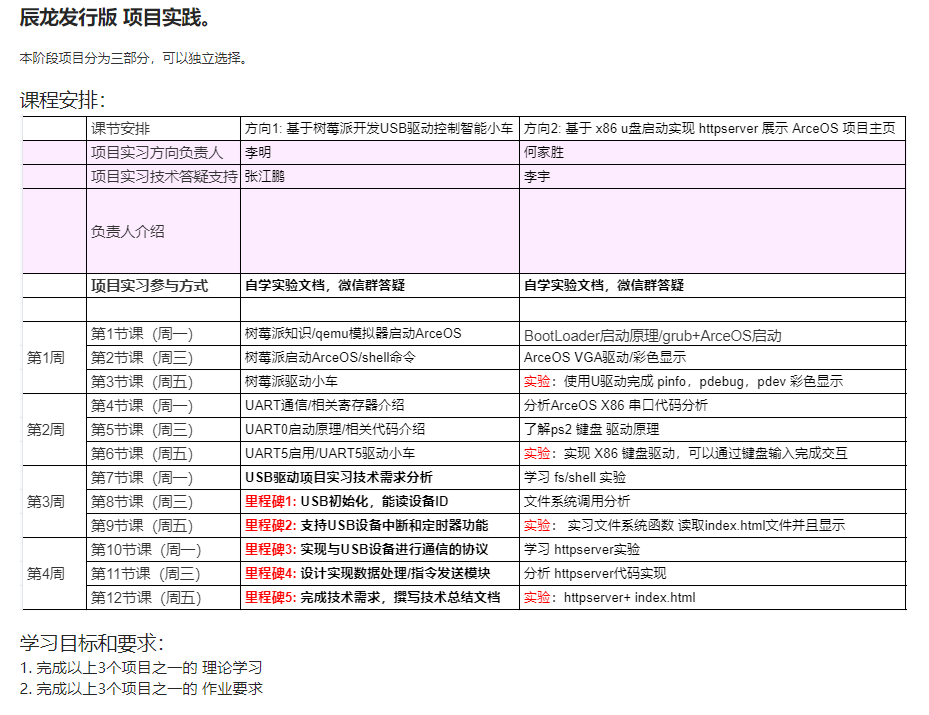 辰龙发行版 项目实践。
本阶段项目分为三部分，可以独立选择。
课程安排：
课节安排 方向1: 基于树莓派开发USB驱动控制智能小车 方向2: 基于 x86 u盘启动实现 httpserver 展示 ArceOS 项目主页
项目实习方向负责人 李明 何家胜
项目实习技术答疑支持 张江鹏 李宇
负责人介绍
项目实习参与方式 自学实验文档，微信群答疑 自学实验文档，微信群答疑
第1周 第1节课（周一） 树莓派知识/qemu模拟器启动ArceOS BootLoader启动原理/grub+ArceOS启动
第2节课（周三） 树莓派启动ArceOS/shell命令 ArceOS VGA驱动/彩色显示
第3节课（周五） 树莓派驱动小车 实验：使用U驱动完成 pinfo，pdebug，pdev 彩色显示
第2周 第4节课（周一） UART通信/相关寄存器介绍 分析ArceOS X86 串口代码分析
第5节课（周三） UART0启动原理/相关代码介绍 了解ps2 键盘 驱动原理
第6节课（周五） UART5启用/UART5驱动小车 实验：实现 X86 键盘驱动，可以通过键盘输入完成交互
第3周 第7节课（周一） USB驱动项目实习技术需求分析 学习 fs/shell 实验
第8节课（周三） 里程碑1: USB初始化，能读设备ID 文件系统调用分析
第9节课（周五） 里程碑2: 支持USB设备中断和定时器功能 实验： 实习文件系统函数 读取index.html文件并且显示
第4周 第10节课（周一） 里程碑3: 实现与USB设备进行通信的协议 学习 httpserver实验
第11节课（周三） 里程碑4: 设计实现数据处理/指令发送模块 分析 httpserver代码实现
第12节课（周五） 里程碑5: 完成技术需求，撰写技术总结文档 实验：httpserver+ index.html
学习目标和要求：
1. 完成以上3个项目之一的 理论学习
2. 完成以上3个项目之一的 作业要求